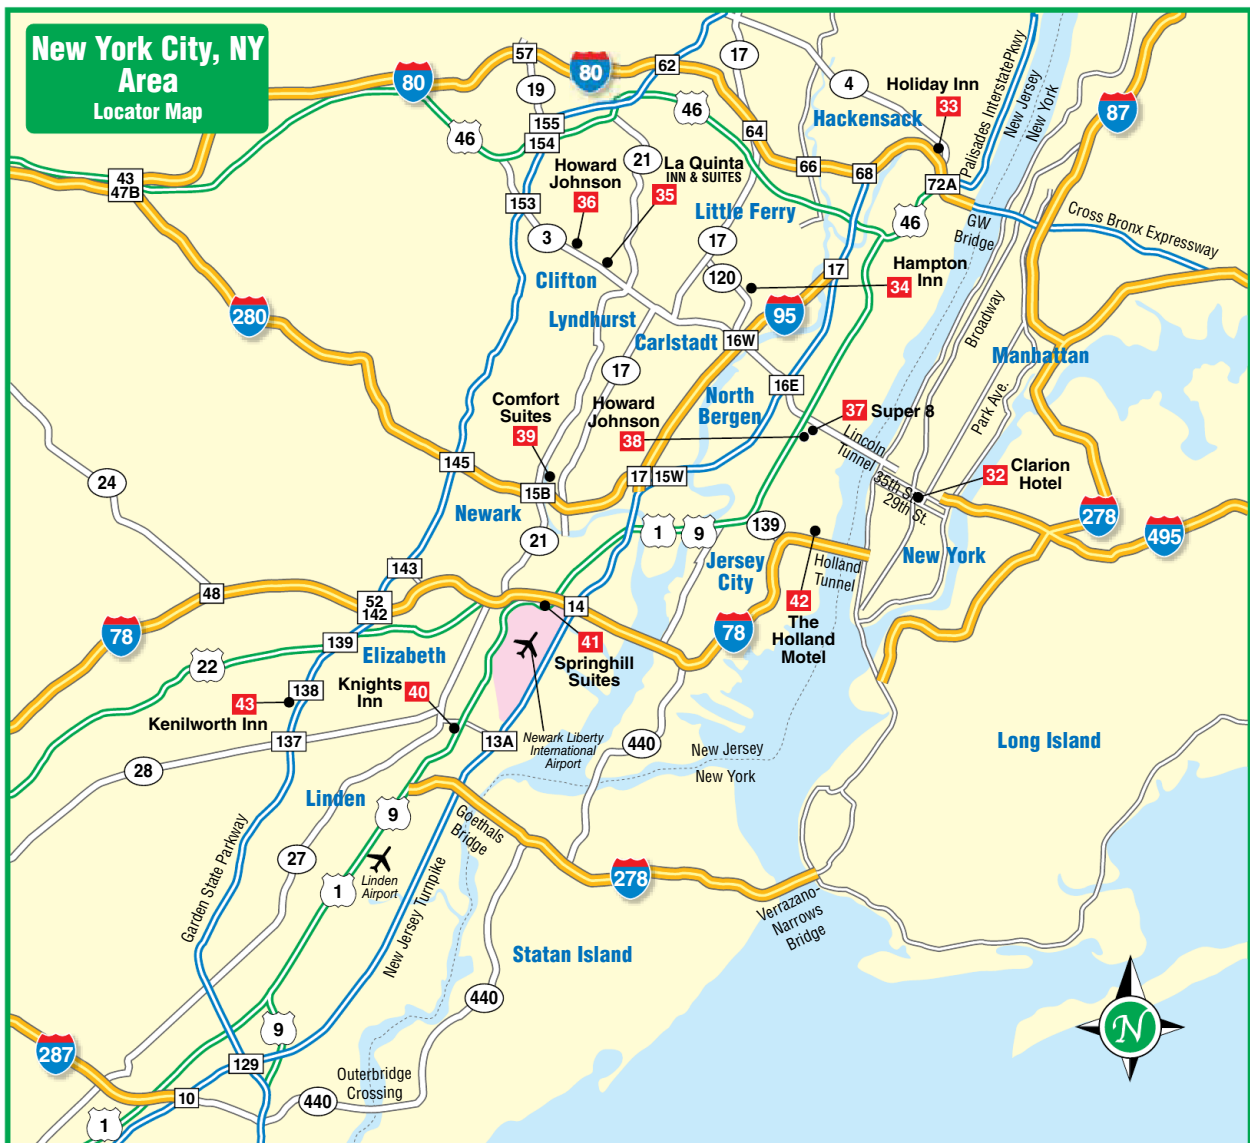 New York City, NY
Area
Locator Map
57
80
80
62
17
4
Holiday Inn
33
Palisades InterstatePkwy
New Jersey
New York
87
19
46
46
Hackensack
155
154
64
21
La Quinta
INN & SUITES
35
Howard
Johnson
36
66
68
72A
43
47B
153
Little Ferry
46
GW
Bridge
Cross Bronx Expressway
3
17
120
17
Hampton
Inn
34
Clifton
280
Lyndhurst
95
Carlstadt
16W
Broadway
Manhattan
17
16E
North
Bergen
Park Ave.
Comfort
Suites
39
Howard
Johnson
38
37
Super 8
Lincoln
Tunnel
35th St.
29th St.
32
Clarion
Hotel
145
24
15B
17
15W
Newark
278
495
21
1
9
139
Jersey
City
Holland
Tunnel
New York
143
48
52
142
14
42
The
Holland
Motel
78
78
139
Elizabeth
41
Springhill
Suites
22
138
Knights
Inn
40
43
Kenilworth Inn
137
13A
Newark Liberty
International
Airport
440
New Jersey
New York
Long Island
28
Linden
9
Goethals
Bridge
Garden State Parkway
27
1
Linden
Airport
278
New Jersey Turnpike
Verrazano-
Narrows
Bridge
Statan Island
440
9
N
287
129
10
440
Outerbridge
Crossing
1